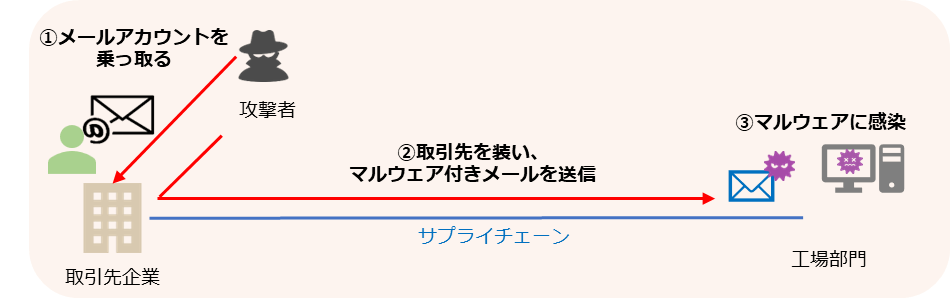 ①メールアカウントを
乗っ取る
攻撃者
③マルウェアに感染
②取引先を装い、
マルウェア付きメールを送信
サプライチェーン
工場部門
取引先企業